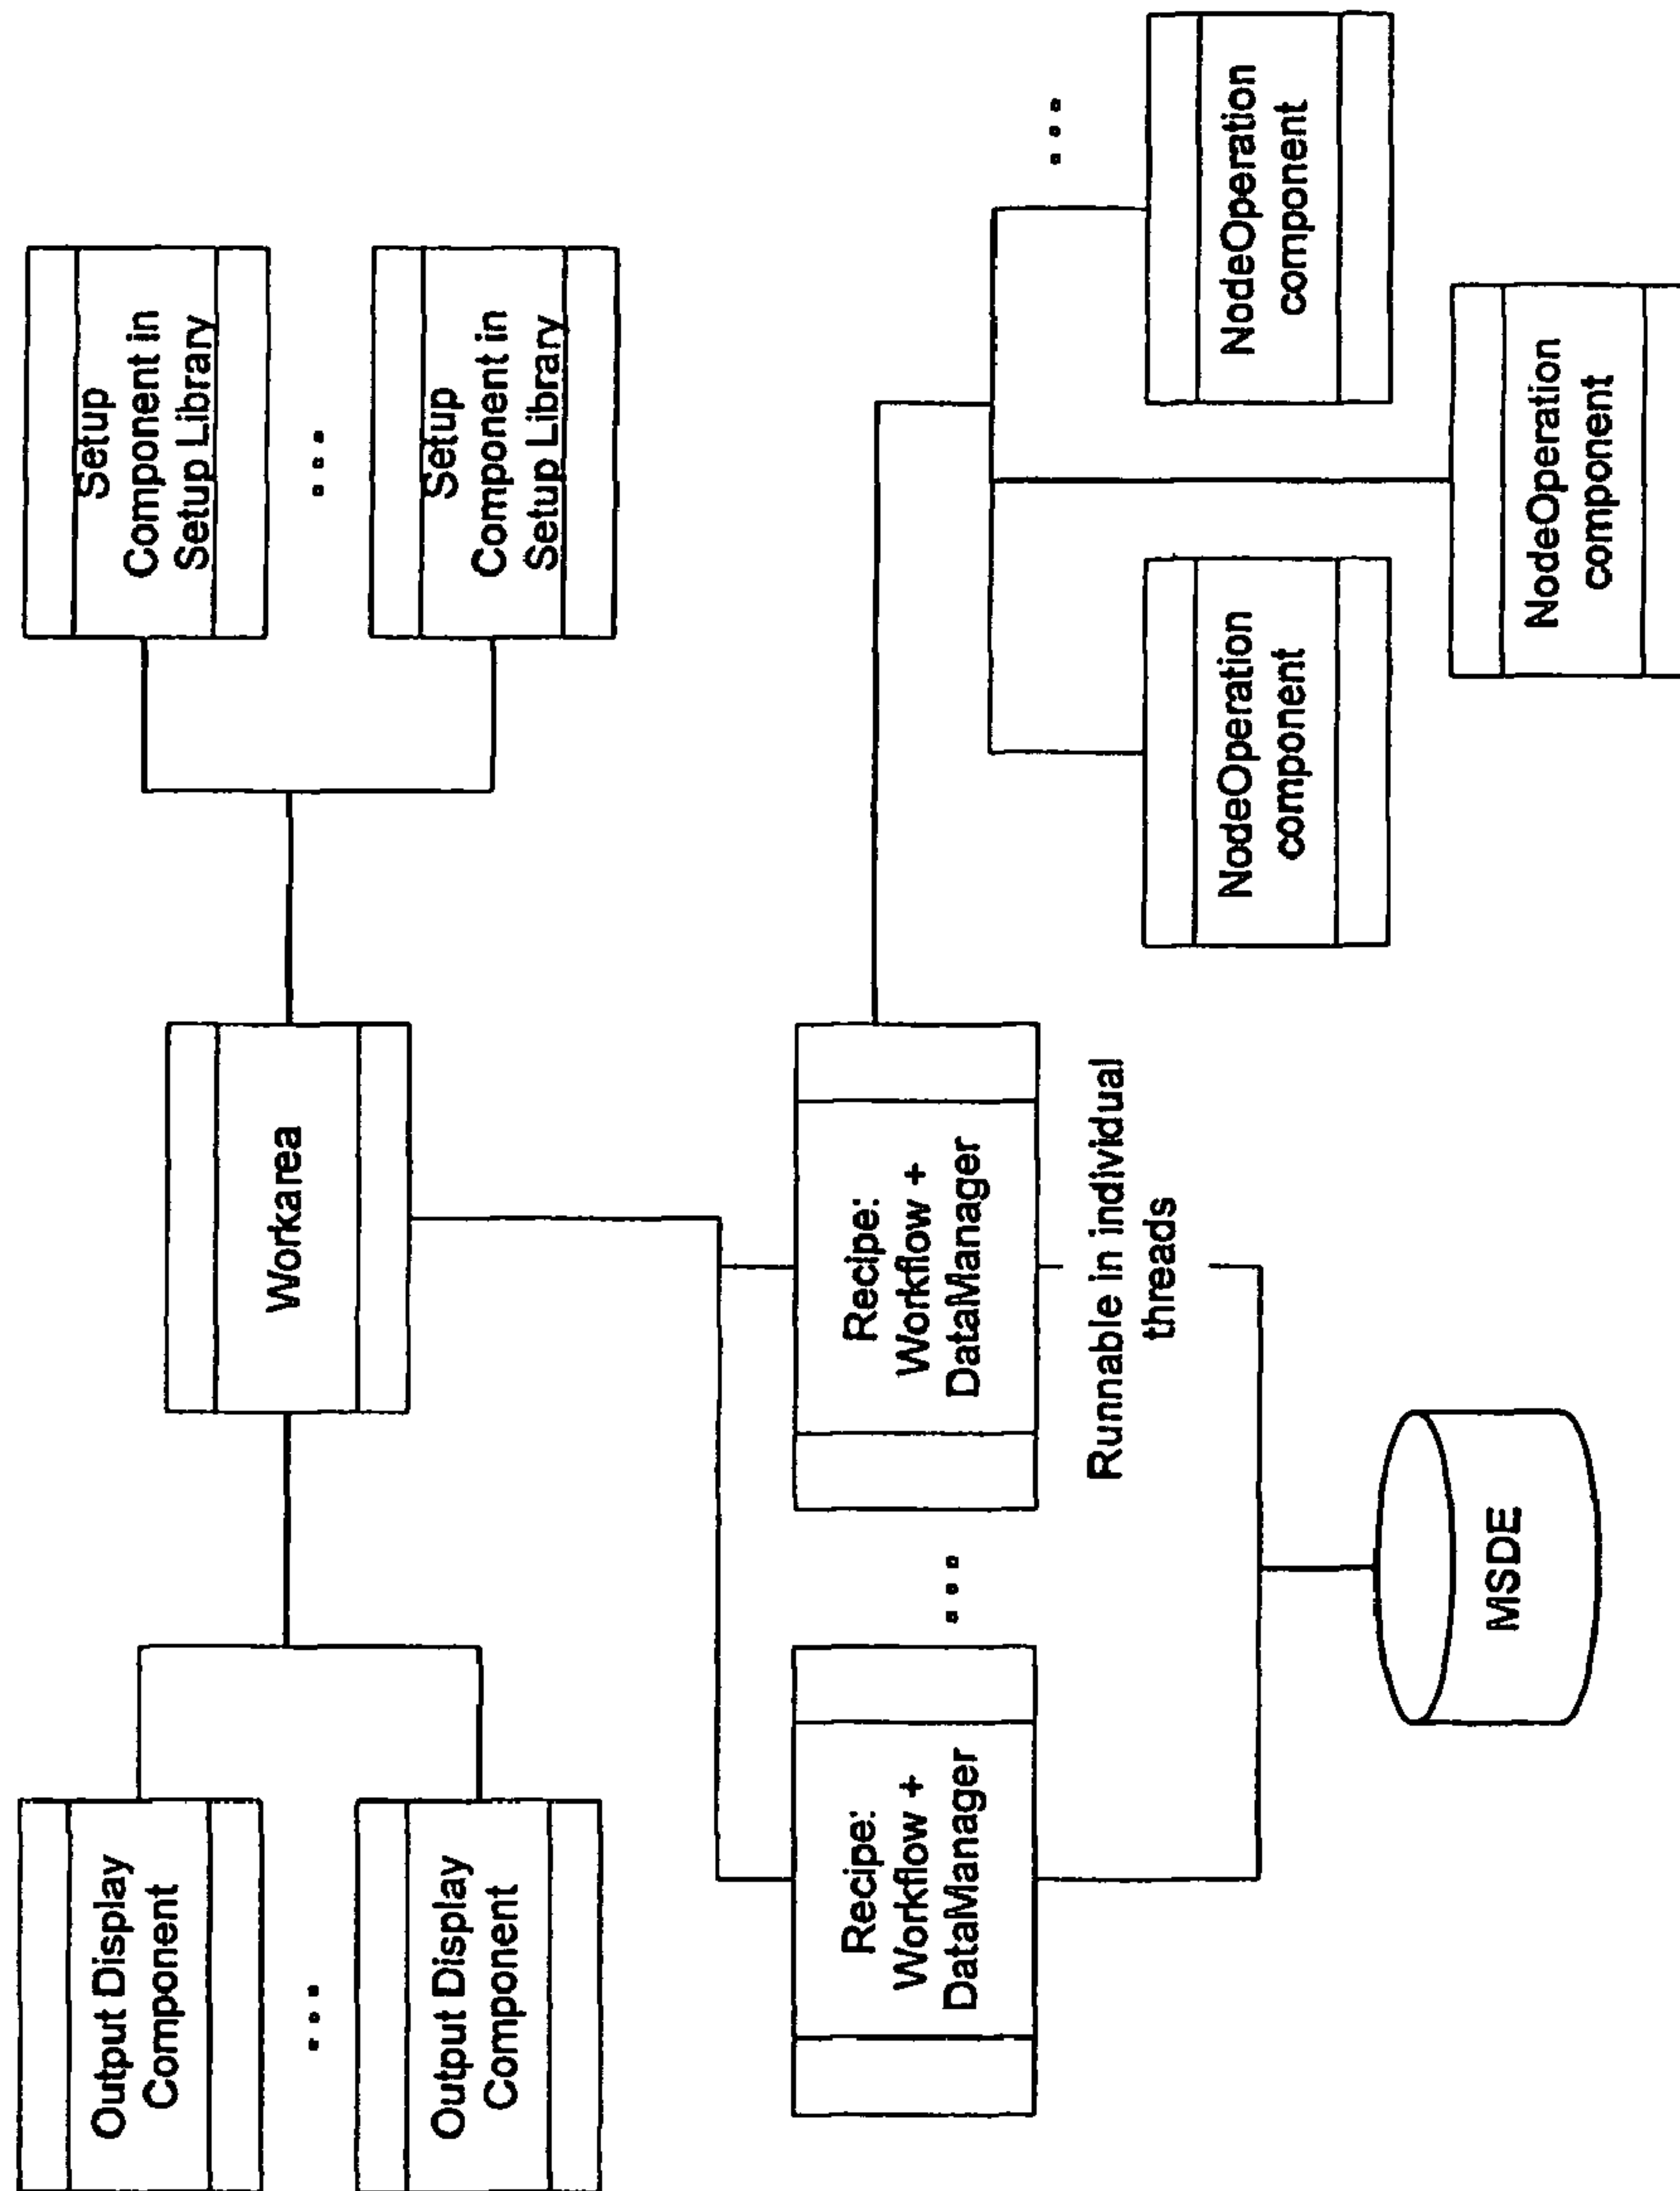 Output Display
Component
...
Output Display
Component
Workarea
Setup
Component in
Setup Library
...
Setup
Component in
Setup Library
Recipe:
Workflow +
DataManager
...
Recipe:
Workflow +
DataManager
Runnable in individual
threads
MSDE
NodeOperation
component
NodeOperation
component
...
NodeOperation
component